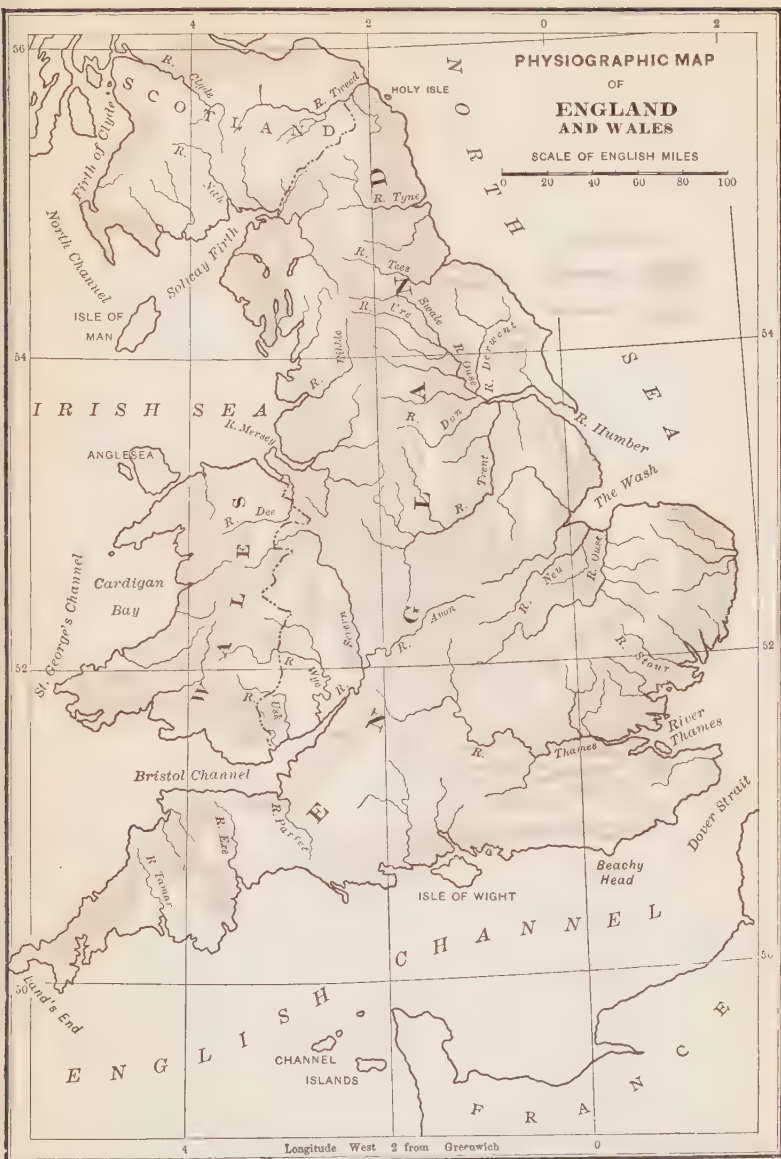 4 2 0 2
56
PHYSIOGRAPHIC MAP
OF
ENGLAND
AND WALES
SCALE OF ENGLISH MILES
0 20 40 60 80 100
NORTH SEA
SCOTLAND
R. Clyde
R. Tweed
HOLY ISLE
Firth of Clyde
R. Nith
North Channel
Solway Firth
ISLE OF
MAN
R. Tyne
R. Tees
R. Ure
Swale
R. Ouse
R. Derwent
R. Ribble
54
54
IRISH SEA
R. Mersey
R. Don
R. Humber
ANGLESEA
R. Trent
The Wash
R. Dee
ENGLAND
WALES
Cardigan
Bay
St. George's Channel
R. Severn
R. Avon
R. Neu
R. Ouse
52
52
R. Wye
R. Usk
R. Stour
River
Thames
R. Thames
Bristol Channel
R. Parret
R. Exe
R. Tamar
Dover Strait
Beachy
Head
ISLE OF WIGHT
ENGLISH CHANNEL
50
50
Land's End
CHANNEL
ISLANDS
FRANCE
4 Longitude West 2 from Greenwich 0